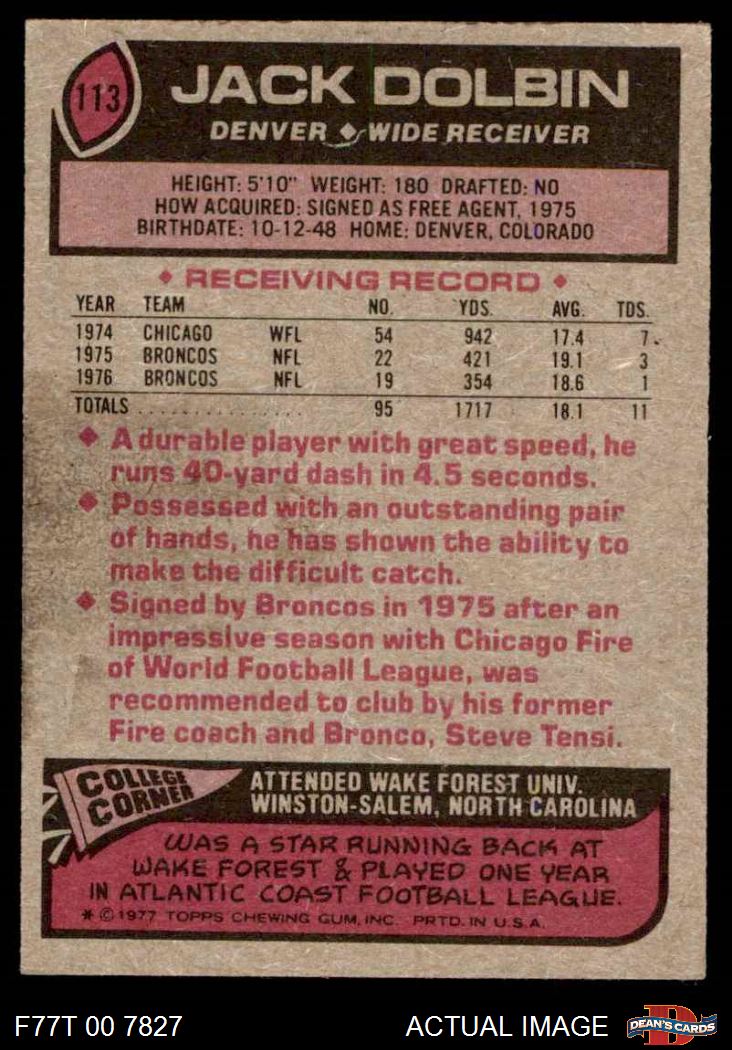 113
JACK DOLBIN
DENVER ◆ WIDE RECEIVER
HEIGHT: 5'10" WEIGHT: 180 DRAFTED: NO
HOW ACQUIRED: SIGNED AS FREE AGENT, 1975
BIRTHDATE: 10-12-48 HOME: DENVER, COLORADO
◆ RECEIVING RECORD ◆
YEAR TEAM NO. YDS. AVG. TDS.
1974 CHICAGO WFL 54 942 17.4 7
1975 BRONCOS NFL 22 421 19.1 3
1976 BRONCOS NFL 19 354 18.6 1
TOTALS . . . . . . . . . . . . . . . 95 1717 18.1 11
◆ A durable player with great speed, he
runs 40-yard dash in 4.5 seconds.
◆ Possessed with an outstanding pair
of hands, he has shown the ability to
make the difficult catch.
◆ Signed by Broncos in 1975 after an
impressive season with Chicago Fire
of World Football League, was
recommended to club by his former
Fire coach and Bronco, Steve Tensi.
COLLEGE
CORNER
ATTENDED WAKE FOREST UNIV.
WINSTON-SALEM, NORTH CAROLINA
WAS A STAR RUNNING BACK AT
WAKE FOREST & PLAYED ONE YEAR
IN ATLANTIC COAST FOOTBALL LEAGUE.
* © 1977 TOPPS CHEWING GUM, INC. PRTD. IN U.S.A.
F77T 00 7827 ACTUAL IMAGE
D
DEAN'S CARDS